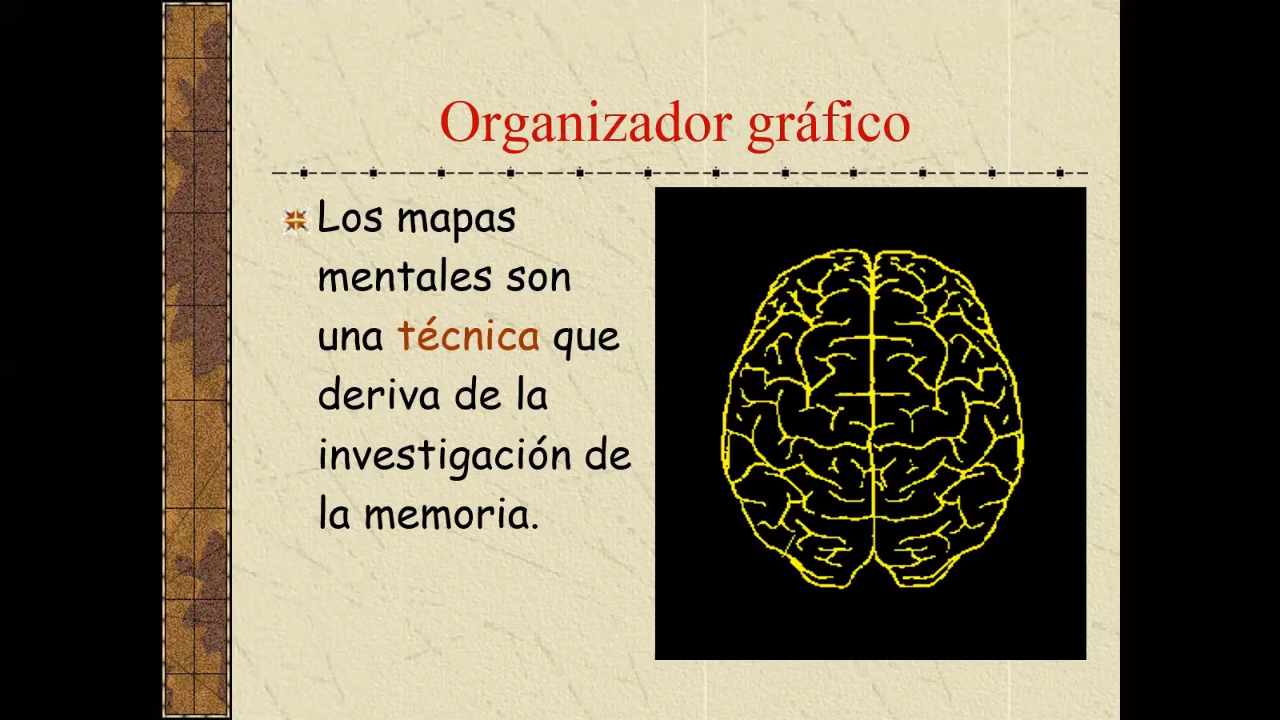 Organizador gráfico
Los mapas
mentales son
una técnica que
deriva de la
investigación de
la memoria.